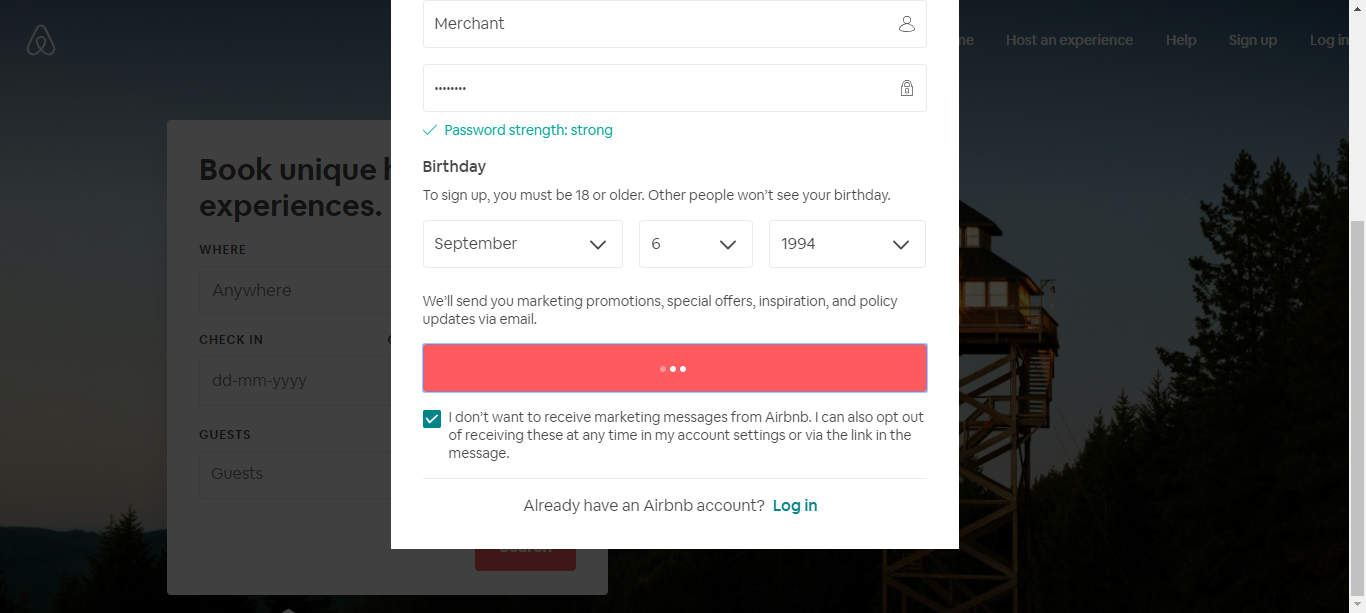 Merchant
ne
Host an experience
Help
Sign up
Log in
••••••••
Password strength: strong
Birthday
To sign up, you must be 18 or older. Other people won’t see your birthday.
September
6
1994
We’ll send you marketing promotions, special offers, inspiration, and policy
updates via email.
I don’t want to receive marketing messages from Airbnb. I can also opt out
of receiving these at any time in my account settings or via the link in the
message.
Already have an Airbnb account? Log in
Book unique
experiences.
WHERE
Anywhere
CHECK IN
dd-mm-yyyy
GUESTS
Guests
Search